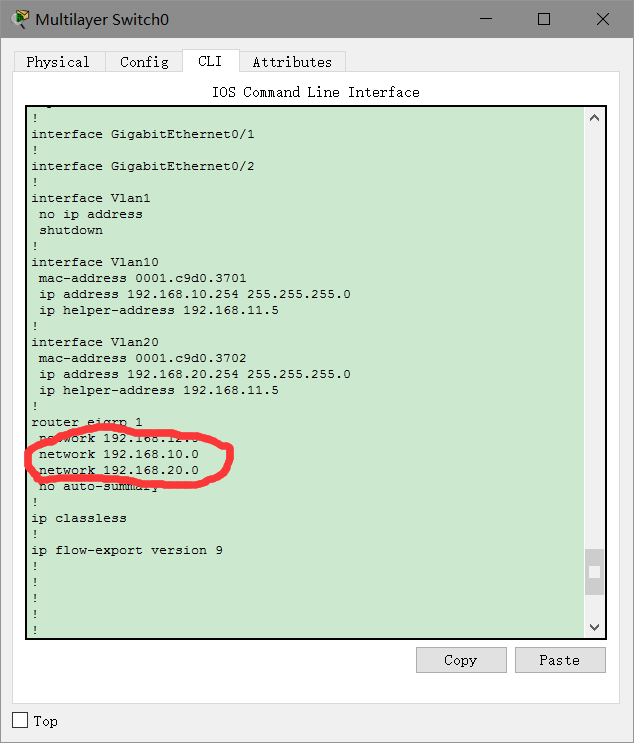 Multilayer Switch0
Physical Config CLI Attributes
IOS Command Line Interface
!
interface GigabitEthernet0/1
!
interface GigabitEthernet0/2
!
interface Vlan1
no ip address
shutdown
!
interface Vlan10
mac-address 0001.c9d0.3701
ip address 192.168.10.254 255.255.255.0
ip helper-address 192.168.11.5
!
interface Vlan20
mac-address 0001.c9d0.3702
ip address 192.168.20.254 255.255.255.0
ip helper-address 192.168.11.5
!
router eigrp 1
network 192.168.12.0
network 192.168.10.0
network 192.168.20.0
no auto-summary
!
ip classless
!
ip flow-export version 9
!
!
!
!
!
Copy Paste
Top